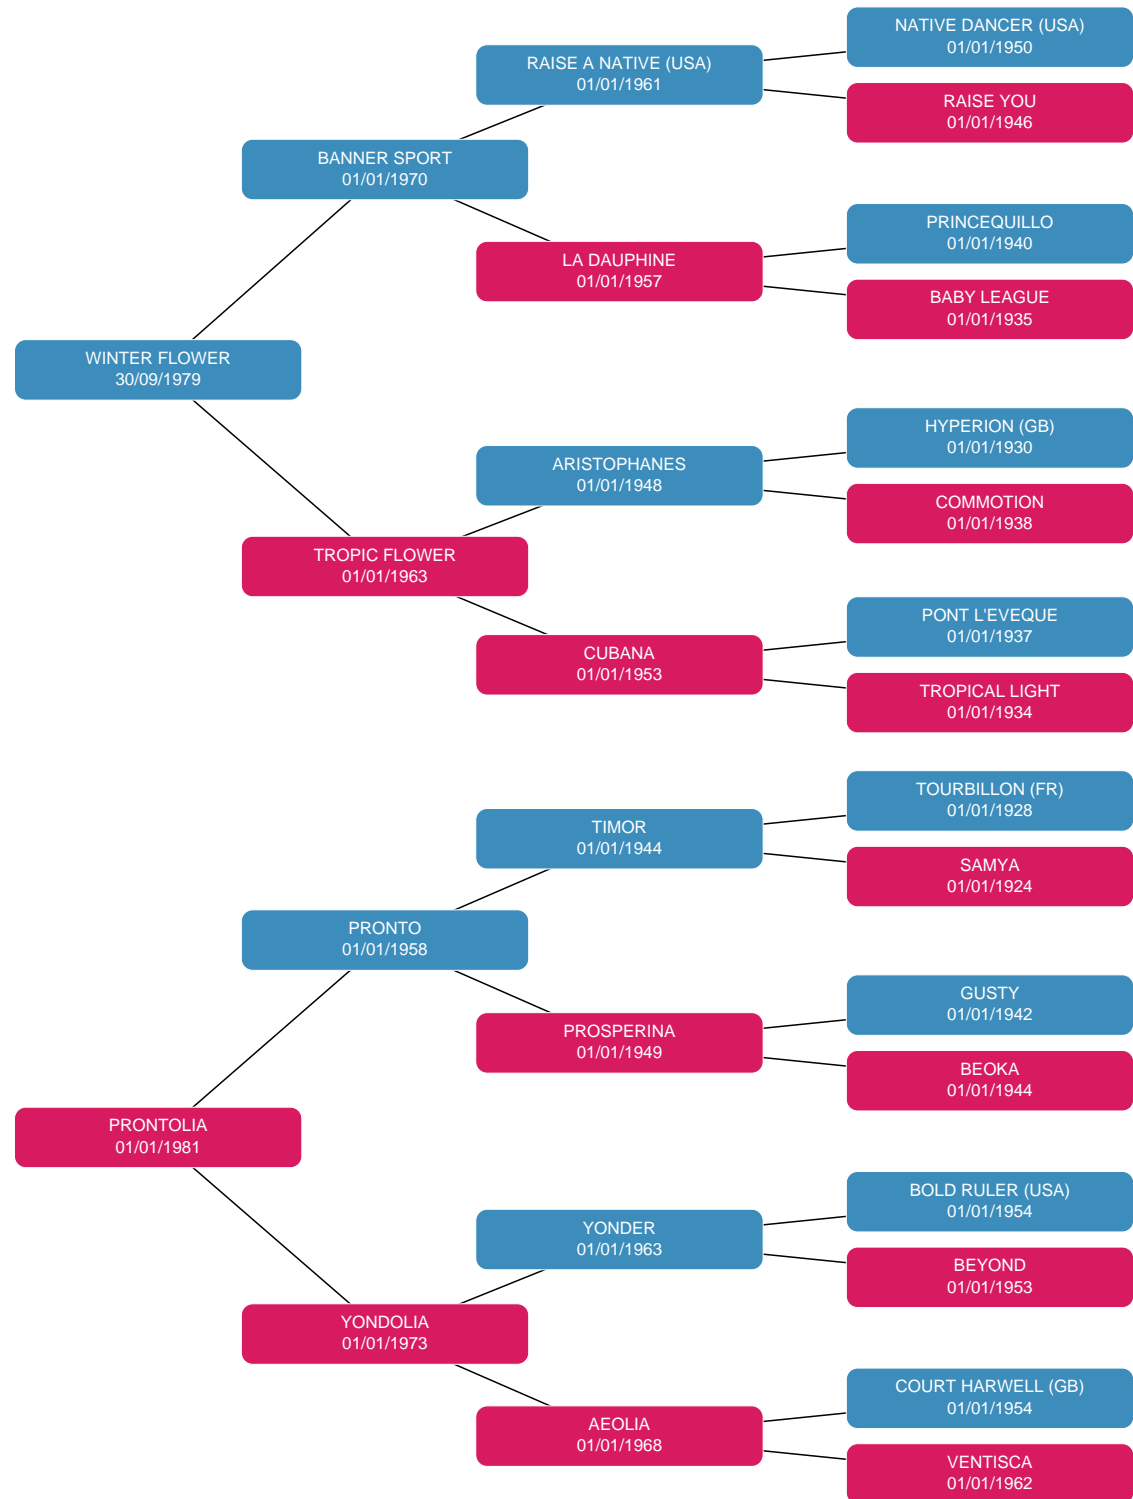 NATIVE DANCER (USA)
01/01/1950
RAISE A NATIVE (USA)
01/01/1961
RAISE YOU
01/01/1946
BANNER SPORT
01/01/1970
PRINCEQUILLO
01/01/1940
LA DAUPHINE
01/01/1957
BABY LEAGUE
01/01/1935
WINTER FLOWER
30/09/1979
HYPERION (GB)
01/01/1930
ARISTOPHANES
01/01/1948
COMMOTION
01/01/1938
TROPIC FLOWER
01/01/1963
PONT L'EVEQUE
01/01/1937
CUBANA
01/01/1953
TROPICAL LIGHT
01/01/1934
TOURBILLON (FR)
01/01/1928
TIMOR
01/01/1944
SAMYA
01/01/1924
PRONTO
01/01/1958
GUSTY
01/01/1942
PROSPERINA
01/01/1949
BEOKA
01/01/1944
PRONTOLIA
01/01/1981
BOLD RULER (USA)
01/01/1954
YONDER
01/01/1963
BEYOND
01/01/1953
YONDOLIA
01/01/1973
COURT HARWELL (GB)
01/01/1954
AEOLIA
01/01/1968
VENTISCA
01/01/1962